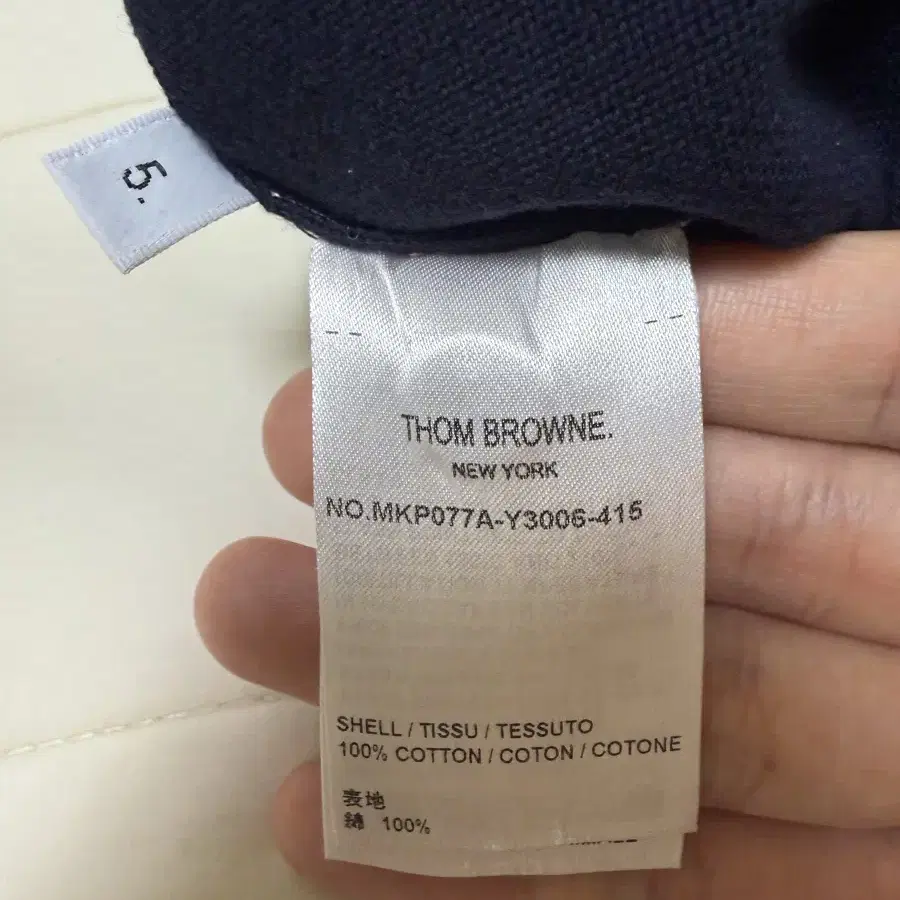 5.
THOM BROWNE.
NEW YORK
NO.MKP077A-Y3006-415
SHELL / TISSU / TESSUTO
100% COTTON / COTON / COTONE
表地
綿 100%